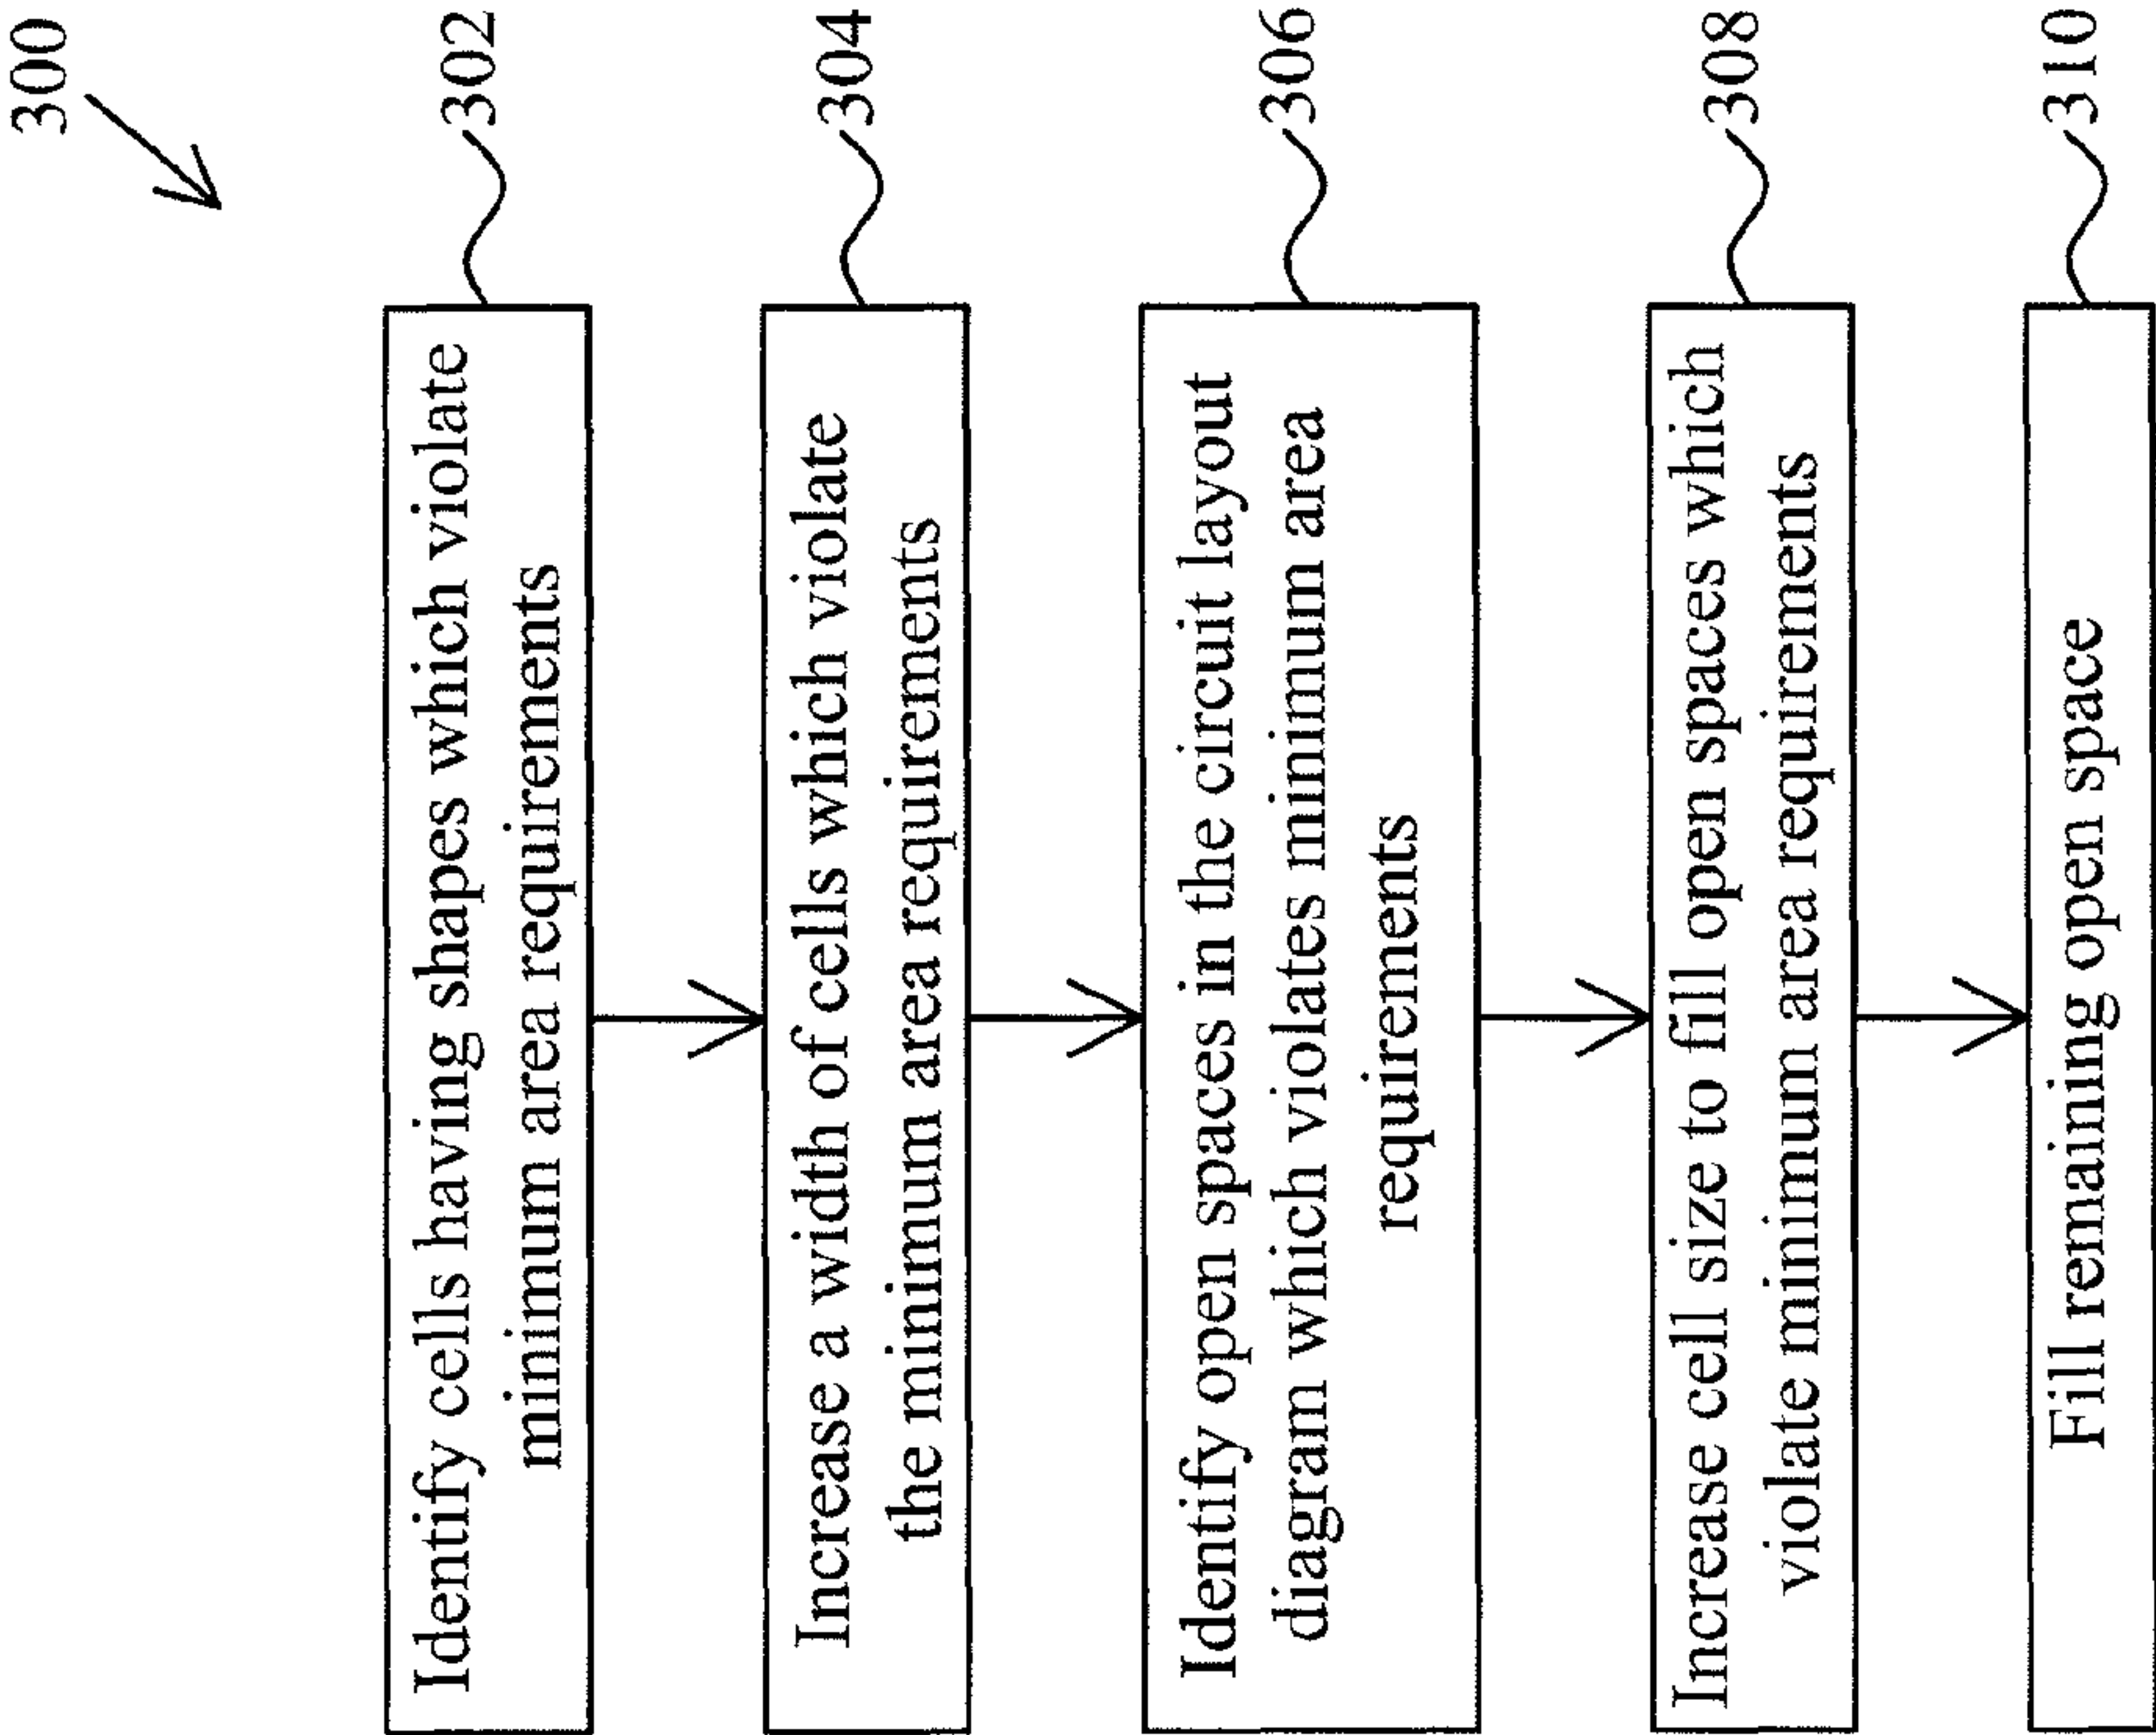 300
Identify cells having shapes which violate
minimum area requirements
302
Increase a width of cells which violate
the minimum area requirements
304
Identify open spaces in the circuit layout
diagram which violates minimum area
requirements
306
Increase cell size to fill open spaces which
violate minimum area requirements
308
Fill remaining open space
310